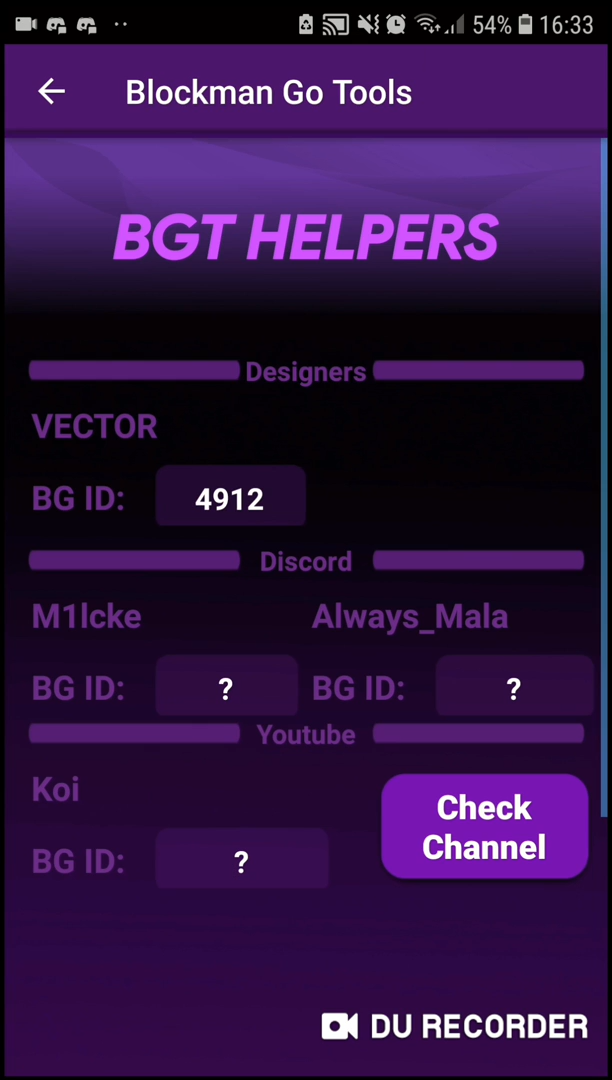 54% 16:33
Blockman Go Tools
BGT HELPERS
Designers
VECTOR
BG ID: 4912
Discord
M1lcke Always_Mala
BG ID: ? BG ID: ?
Youtube
Koi
Check
Channel
BG ID: ?
DU RECORDER